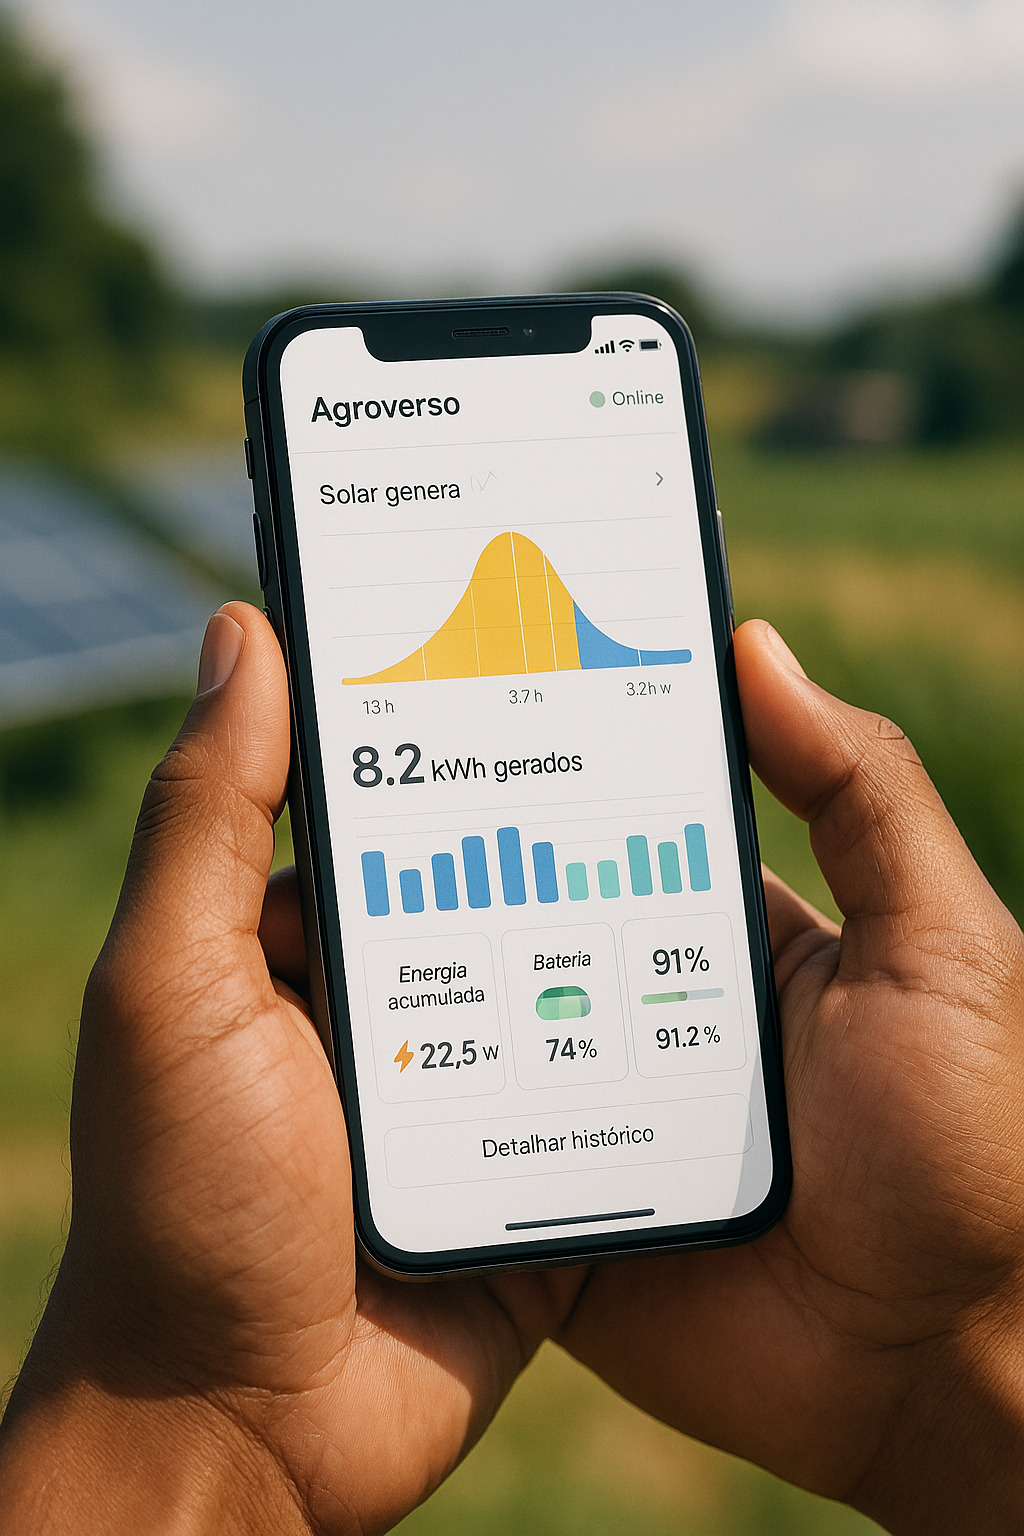 Agroverso
Online
Solar genera
13 h
3.7 h
3.2h w
8.2 kWh gerados
Energia
acumulada
22,5 w
Bateria
74%
91%
91.2 %
Detalhar histórico